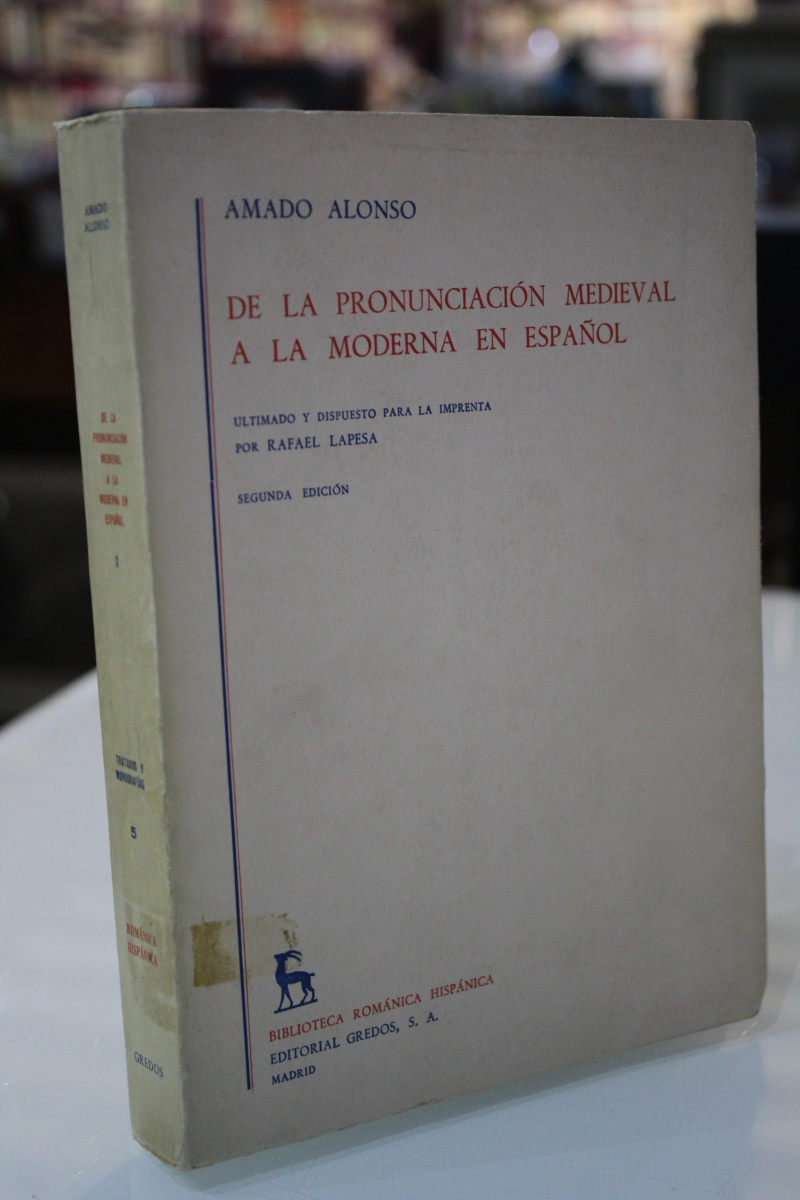 AMADO
ALONSO
DE LA
PRONUNCIACIÓN
MEDIEVAL
A LA
MODERNA EN
ESPAÑOL
I
TRATADOS Y
MONOGRAFÍAS
5
ROMÁNICA
HISPÁNICA
GREDOS
AMADO ALONSO
DE LA PRONUNCIACIÓN MEDIEVAL
A LA MODERNA EN ESPAÑOL
ULTIMADO Y DISPUESTO PARA LA IMPRENTA
POR RAFAEL LAPESA
SEGUNDA EDICIÓN
BIBLIOTECA ROMÁNICA HISPÁNICA
EDITORIAL GREDOS, S. A.
MADRID